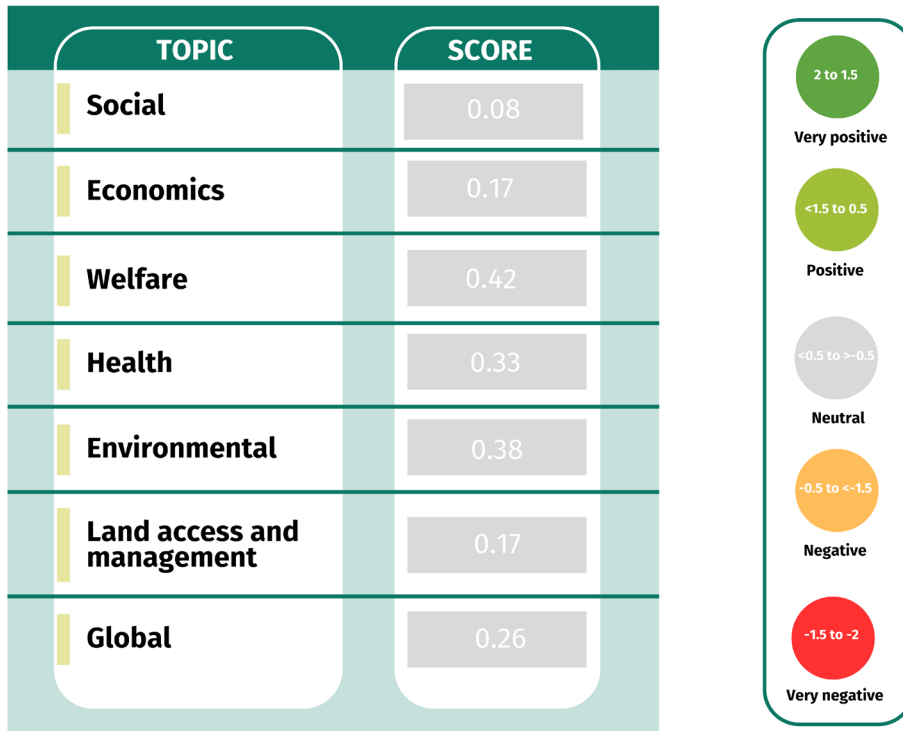 TOPIC SCORE
Social 0.08
Economics 0.17
Welfare 0.42
Health 0.33
Environmental 0.38
Land access and
management 0.17
Global 0.26
2 to 1.5
Very positive
<1.5 to 0.5
Positive
<0.5 to >-0.5
Neutral
-0.5 to <-1.5
Negative
-1.5 to -2
Very negative